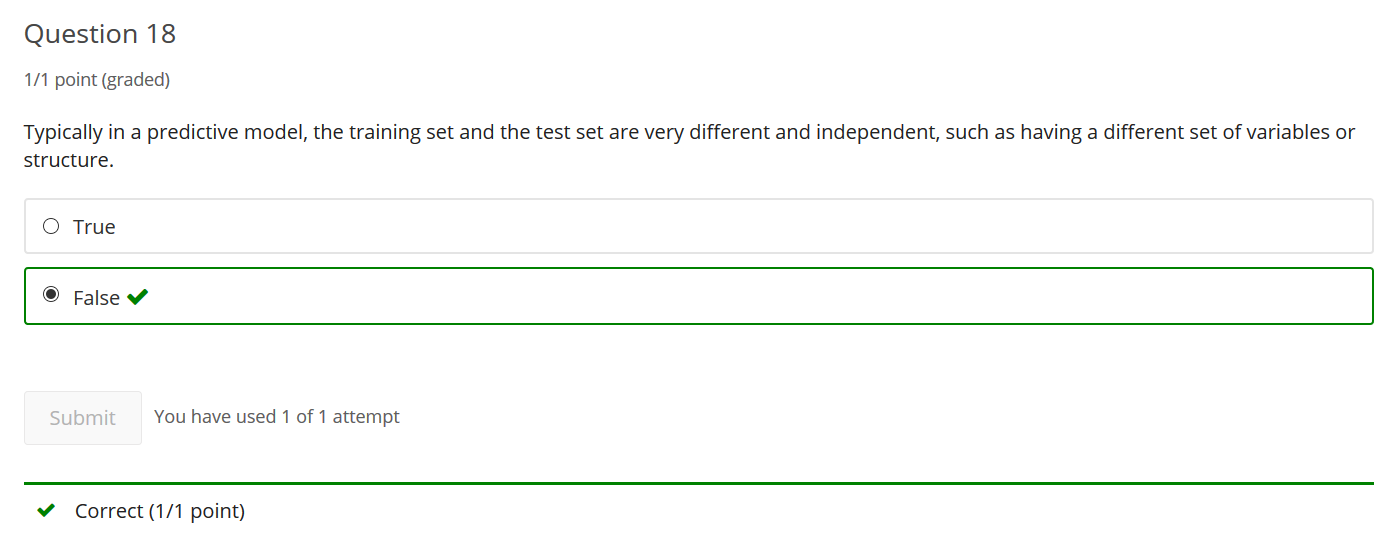 Question 18
1/1 point (graded)
Typically in a predictive model, the training set and the test set are very different and independent, such as having a different set of variables or
structure.
True
False
Submit
You have used 1 of 1 attempt
Correct (1/1 point)